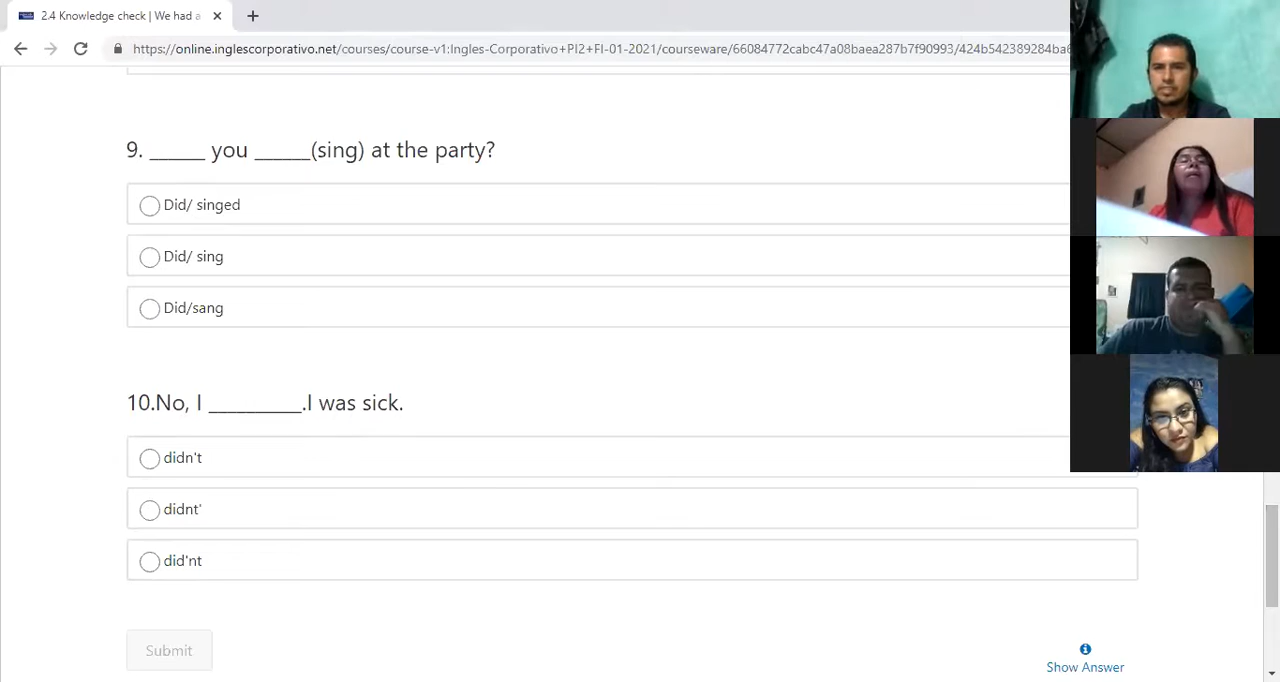 2.4 Knowledge check | We had a
https://online.inglescorporativo.net/courses/course-v1:Ingles-Corporativo+PI2+FI-01-2021/courseware/66084772cabc47a08baea287b7f90993/424b542389284ba6
9. ______ you ______(sing) at the party?
Did/ singed
Did/ sing
Did/sang
10.No, I __________.I was sick.
didn't
didnt'
did'nt
Submit
Show Answer